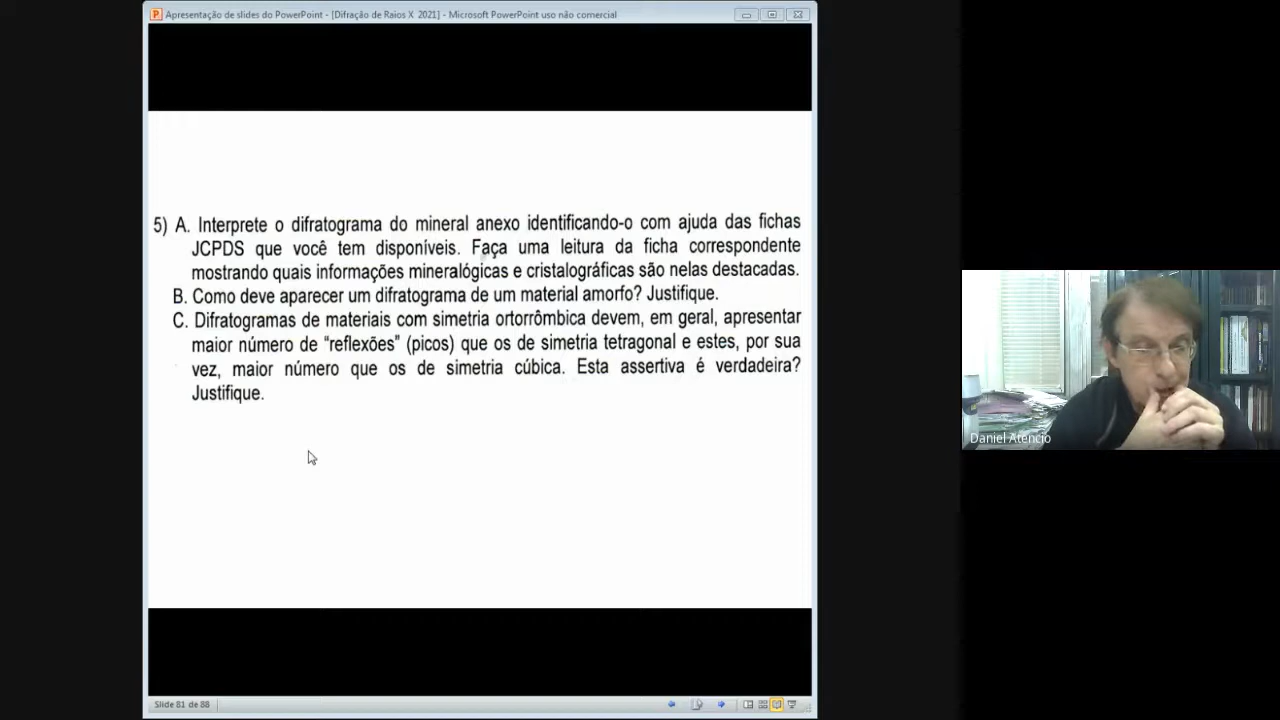 Apresentação de slides do PowerPoint - [Difração de Raios X 2021] - Microsoft PowerPoint uso não comercial
5) A. Interprete o difratograma do mineral anexo identificando-o com ajuda das fichas
JCPDS que você tem disponíveis. Faça uma leitura da ficha correspondente
mostrando quais informações mineralógicas e cristalográficas são nelas destacadas.
B. Como deve aparecer um difratograma de um material amorfo? Justifique.
C. Difratogramas de materiais com simetria ortorrômbica devem, em geral, apresentar
maior número de “reflexões” (picos) que os de simetria tetragonal e estes, por sua
vez, maior número que os de simetria cúbica. Esta assertiva é verdadeira?
Justifique.
Daniel Atencio
Slide 81 de 88